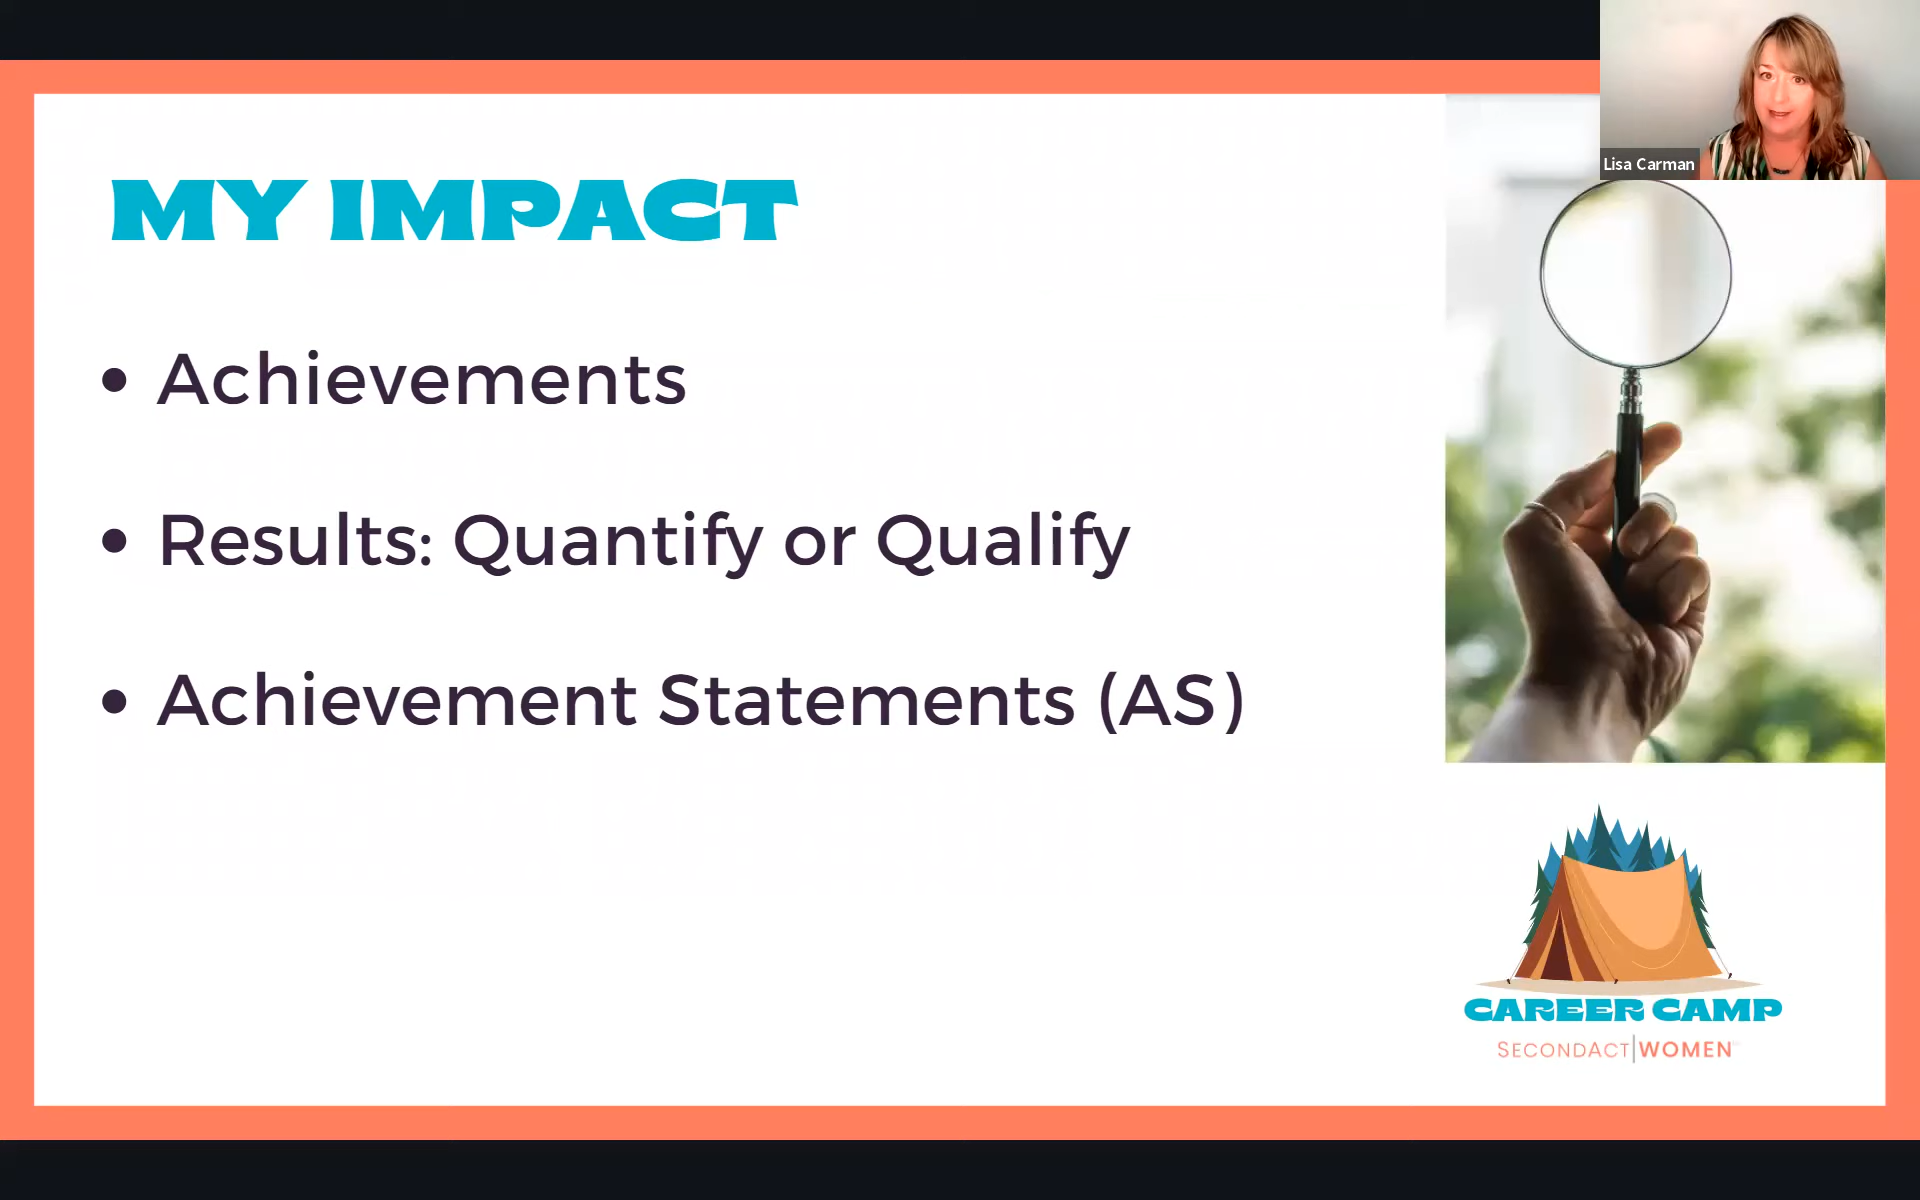 Lisa Carman
MY IMPACT
• Achievements
• Results: Quantify or Qualify
• Achievement Statements (AS)
CAREER CAMP
SECONDACT|WOMEN